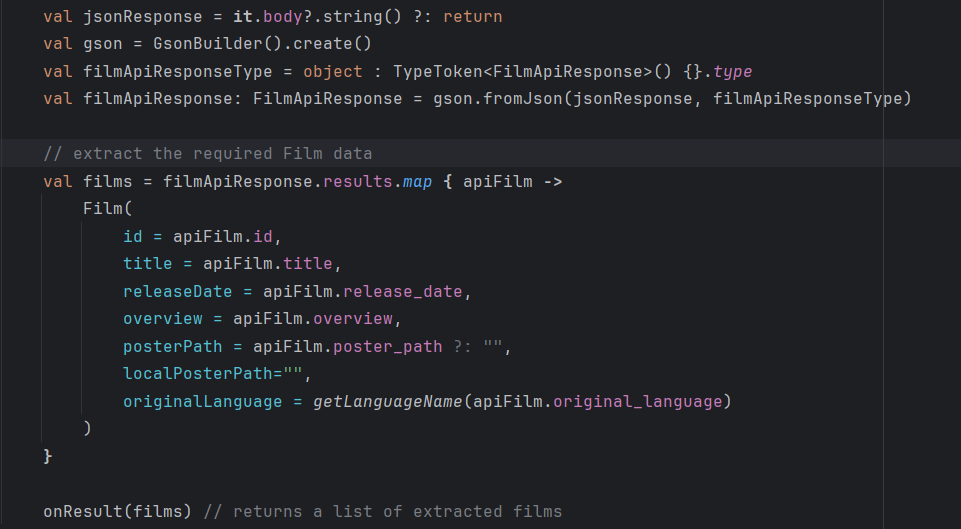 val jsonResponse = it.body?.string() ?: return
val gson = GsonBuilder().create()
val filmApiResponseType = object : TypeToken<FilmApiResponse>() {}.type
val filmApiResponse: FilmApiResponse = gson.fromJson(jsonResponse, filmApiResponseType)
// extract the required Film data
val films = filmApiResponse.results.map { apiFilm ->
Film(
id = apiFilm.id,
title = apiFilm.title,
releaseDate = apiFilm.release_date,
overview = apiFilm.overview,
posterPath = apiFilm.poster_path ?: "",
localPosterPath="",
originalLanguage = getLanguageName(apiFilm.original_language)
)
}
onResult(films) // returns a list of extracted films